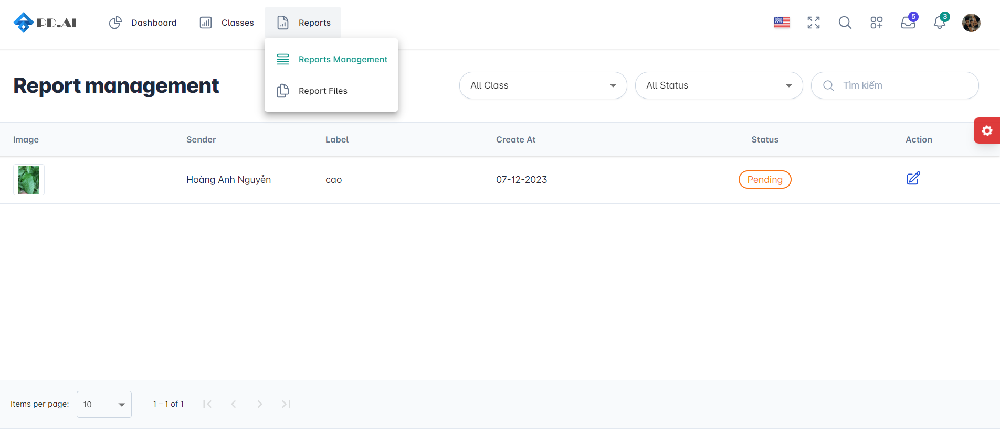 PD.AI
Dashboard
Classes
Reports
5
3
Reports Management
Report Files
Report management
All Class
All Status
Tìm kiếm
Image Sender Label Create At Status Action
Hoàng Anh Nguyễn cao 07-12-2023 Pending
Items per page: 10 1 – 1 of 1